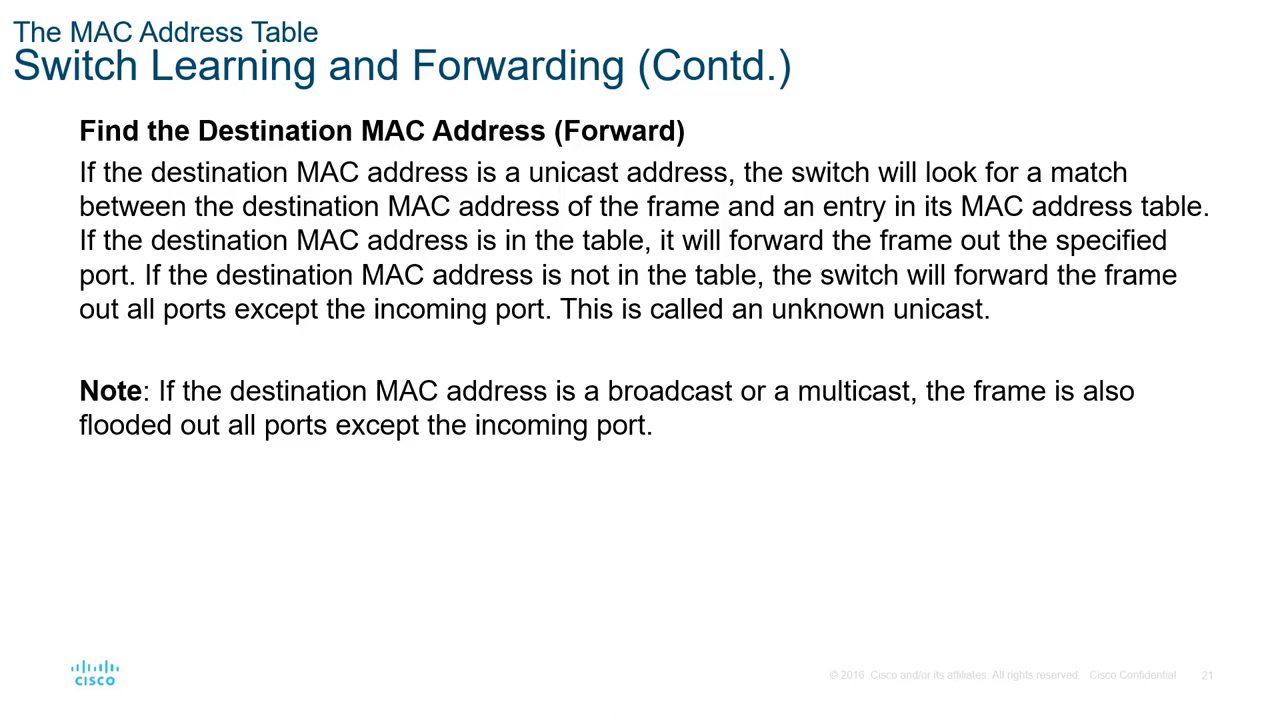 The MAC Address Table
Switch Learning and Forwarding (Contd.)
Find the Destination MAC Address (Forward)
If the destination MAC address is a unicast address, the switch will look for a match
between the destination MAC address of the frame and an entry in its MAC address table.
If the destination MAC address is in the table, it will forward the frame out the specified
port. If the destination MAC address is not in the table, the switch will forward the frame
out all ports except the incoming port. This is called an unknown unicast.
Note: If the destination MAC address is a broadcast or a multicast, the frame is also
flooded out all ports except the incoming port.
CISCO
© 2016 Cisco and/or its affiliates. All rights reserved. Cisco Confidential
21